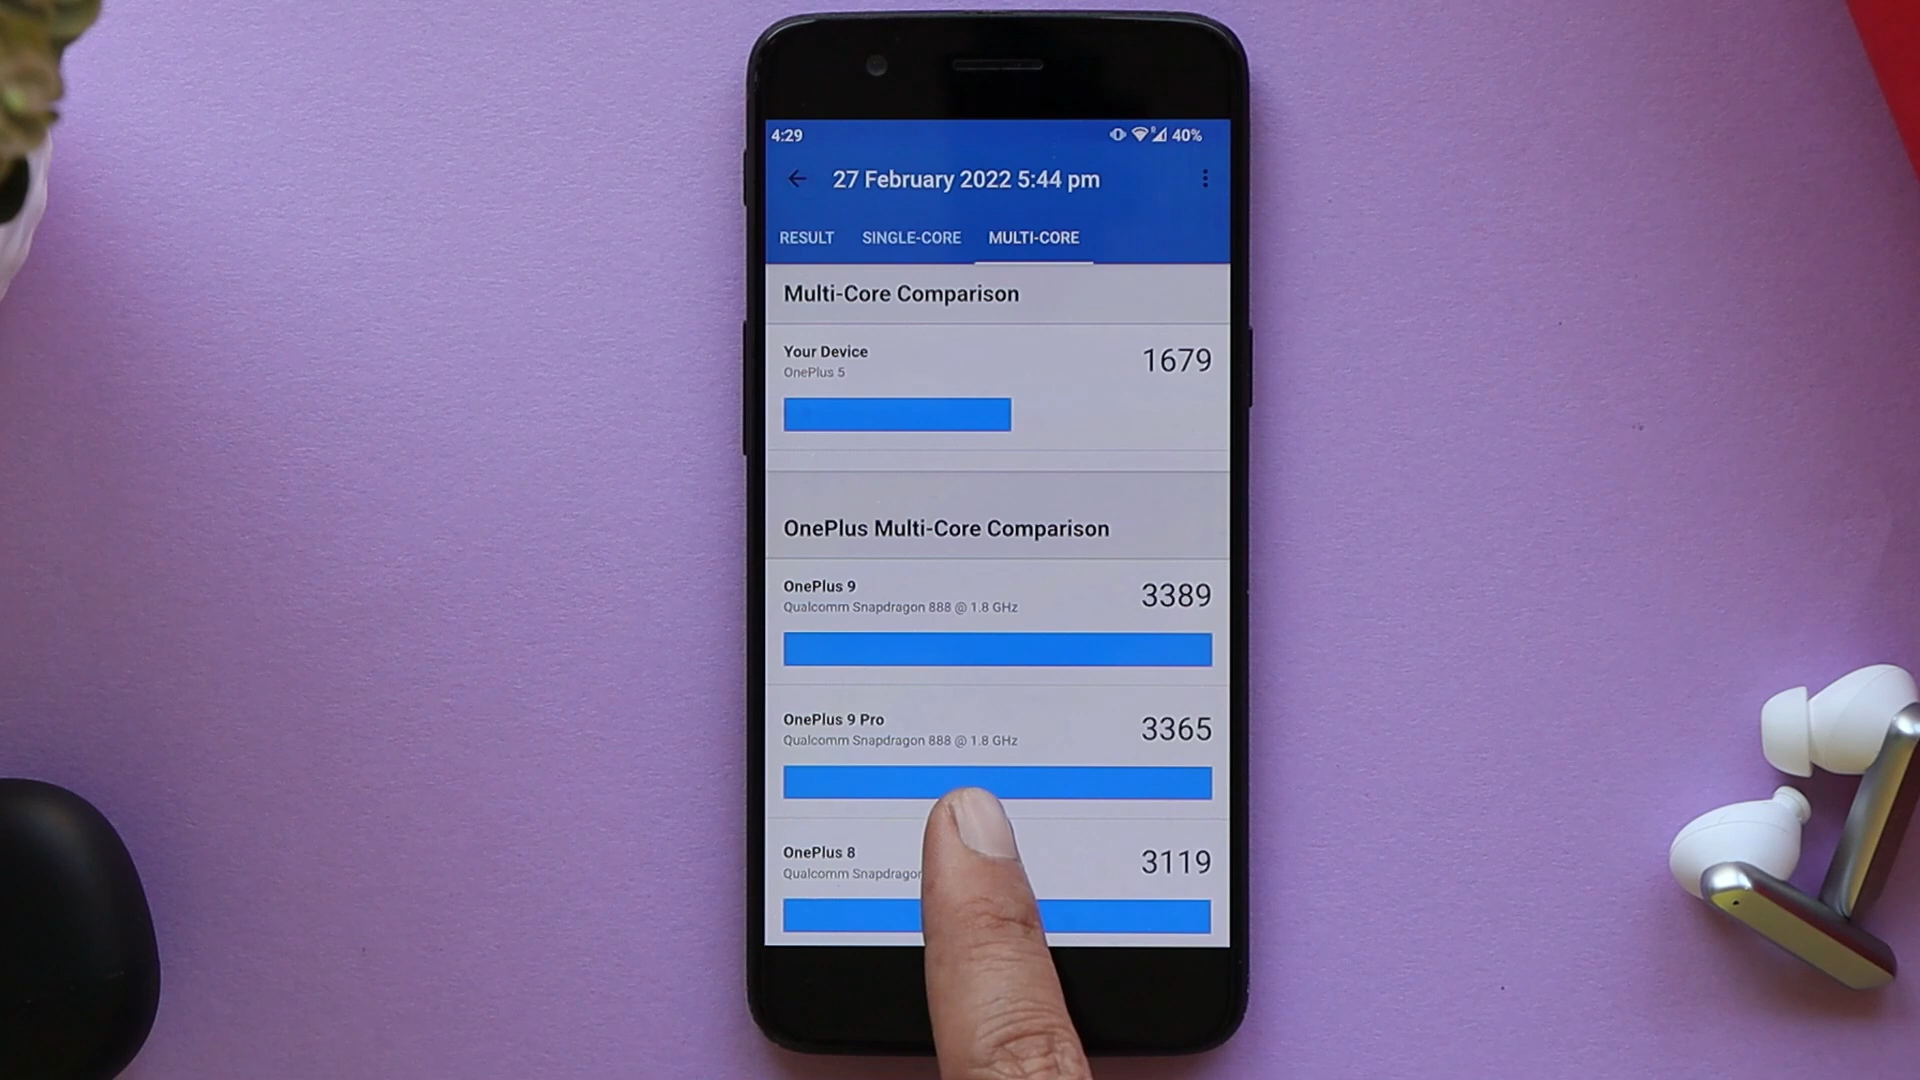 4:29
R
40%
27 February 2022 5:44 pm
RESULT SINGLE-CORE MULTI-CORE
Multi-Core Comparison
Your Device
1679
OnePlus 5
OnePlus Multi-Core Comparison
OnePlus 9
3389
Qualcomm Snapdragon 888 @ 1.8 GHz
OnePlus 9 Pro
3365
Qualcomm Snapdragon 888 @ 1.8 GHz
OnePlus 8
3119
Qualcomm